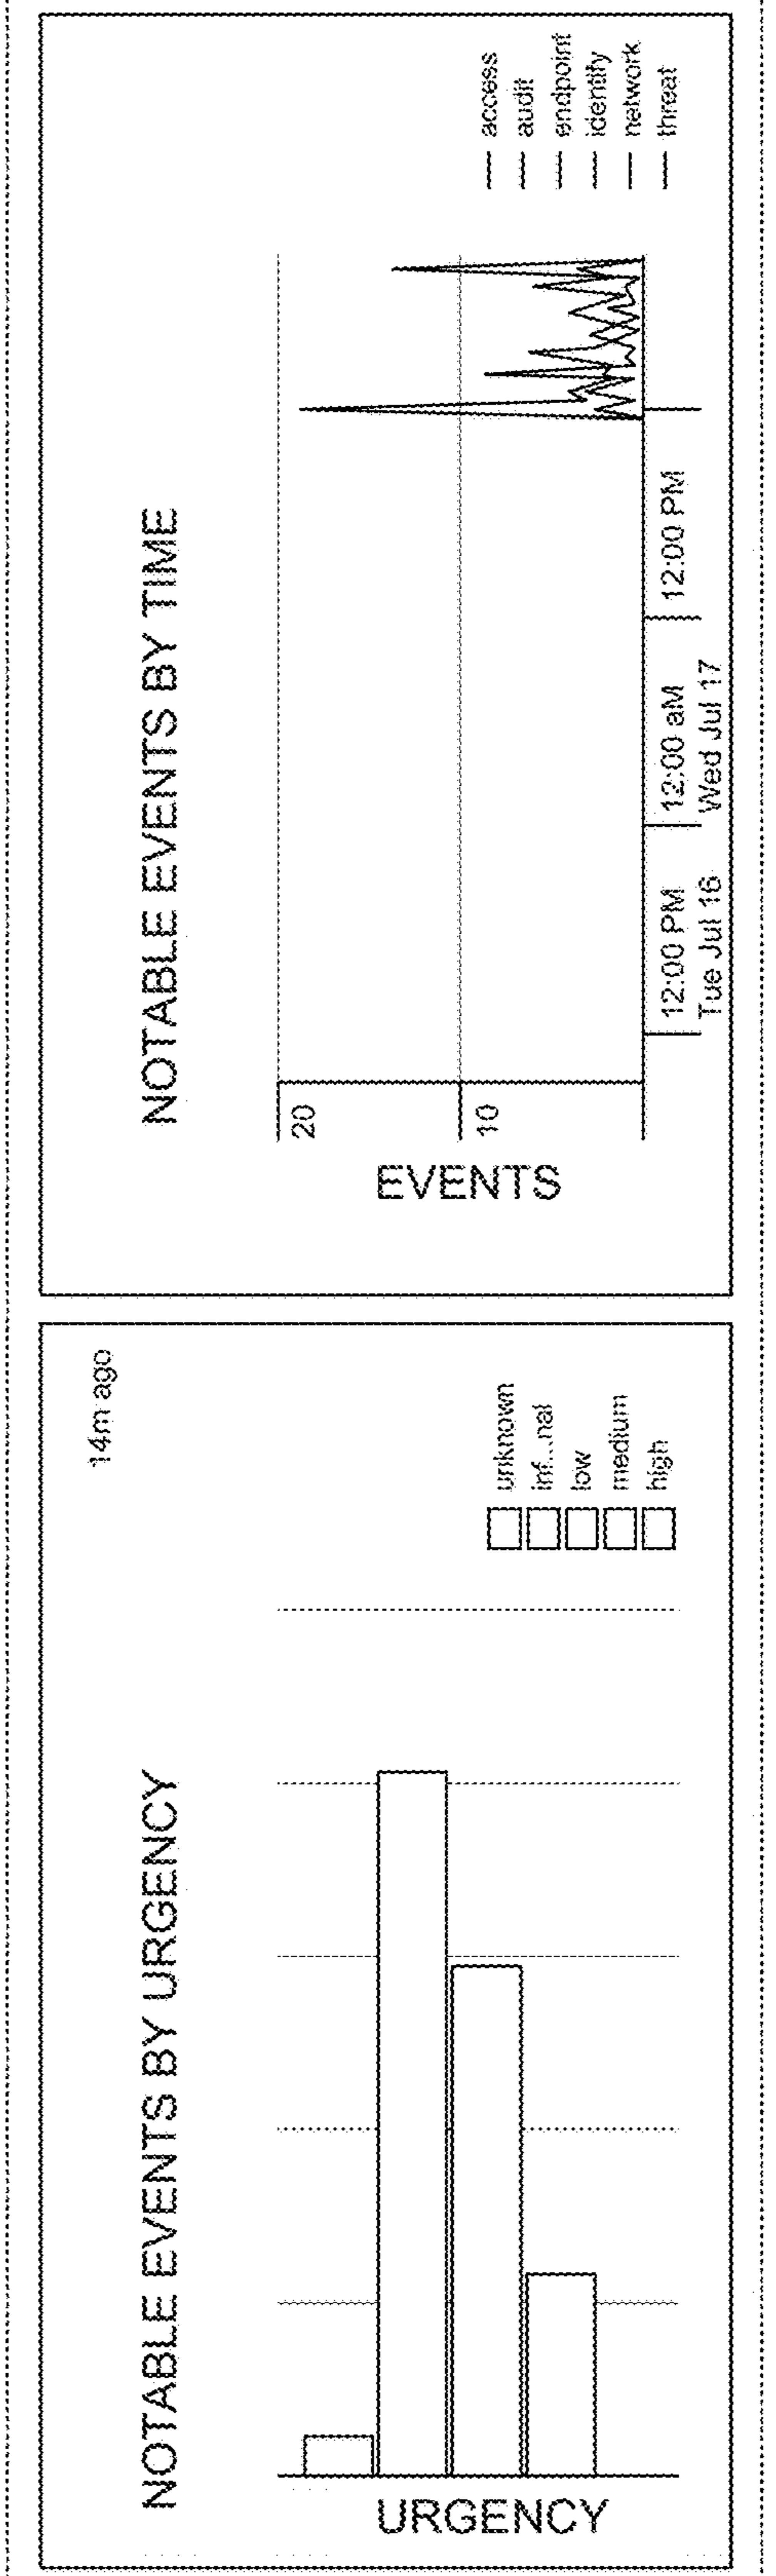 NOTABLE EVENTS BY URGENCY
14m ago
URGENCY
unknown
inf...nal
low
medium
high
NOTABLE EVENTS BY TIME
EVENTS
20
10
12:00 PM
Tue Jul 16
12:00 aM
Wed Jul 17
12:00 PM
access
audit
endpoint
identify
network
threat